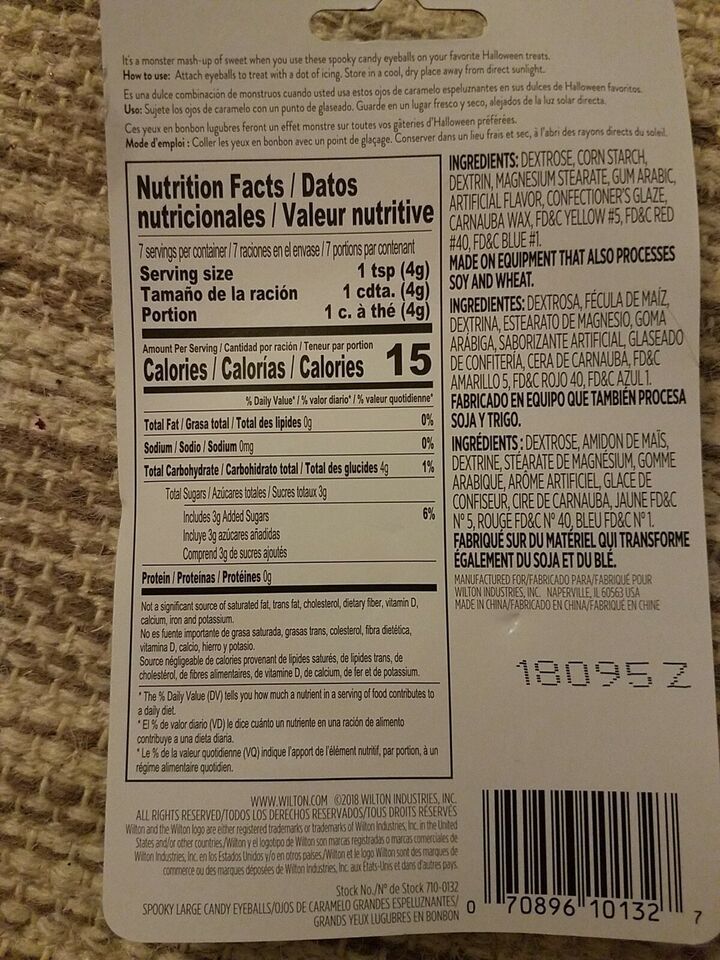 It's a monster mash-up of sweet when you use these spooky candy eyeballs on your favorite Halloween treats.
How to use: Attach eyeballs to treat with a dot of icing. Store in a cool, dry place away from direct sunlight.
Es una dulce combinación de monstruos cuando usted usa estos ojos de caramelo espeluznantes en sus dulces de Halloween favoritos.
Uso: Sujete los ojos de caramelo con un punto de glaseado. Guarde en un lugar fresco y seco, alejados de la luz solar directa.
Ces yeux en bonbon lugubres feront un effet monstre sur toutes vos gâteries d'Halloween préférées.
Mode d'emploi : Coller les yeux en bonbon avec un point de glaçage. Conserver dans un lieu frais et sec, à l'abri des rayons directs du soleil.
Nutrition Facts / Datos
nutricionales / Valeur nutritive
7 servings per container / 7 raciones en el envase / 7 portions par contenant
Serving size 1 tsp (4g)
Tamaño de la ración 1 cdta. (4g)
Portion 1 c. à thé (4g)
Amount Per Serving / Cantidad por ración / Teneur par portion
Calories / Calorías / Calories 15
% Daily Value* / % valor diario* / % valeur quotidienne*
Total Fat / Grasa total / Total des lipides 0g 0%
Sodium / Sodio / Sodium 0mg 0%
Total Carbohydrate / Carbohidrato total / Total des glucides 4g 1%
Total Sugars / Azúcares totales / Sucres totaux 3g
Includes 3g Added Sugars 6%
Incluye 3g azúcares añadidas
Comprend 3g de sucres ajoutés
Protein / Proteínas / Protéines 0g
Not a significant source of saturated fat, trans fat, cholesterol, dietary fiber, vitamin D,
calcium, iron and potassium.
No es fuente importante de grasa saturada, grasas trans, colesterol, fibra dietética,
vitamina D, calcio, hierro y potasio.
Source négligeable de calories provenant de lipides saturés, de lipides trans, de
cholestérol, de fibres alimentaires, de vitamine D, de calcium, de fer et de potassium.
* The % Daily Value (DV) tells you how much a nutrient in a serving of food contributes to
a daily diet.
* El % de valor diario (VD) le dice cuánto un nutriente en una ración de alimento
contribuye a una dieta diaria.
* Le % de la valeur quotidienne (VQ) indique l'apport de l'élément nutritif, par portion, à un
régime alimentaire quotidien.
INGREDIENTS: DEXTROSE, CORN STARCH,
DEXTRIN, MAGNESIUM STEARATE, GUM ARABIC,
ARTIFICIAL FLAVOR, CONFECTIONER'S GLAZE,
CARNAUBA WAX, FD&C YELLOW #5, FD&C RED
#40, FD&C BLUE #1.
MADE ON EQUIPMENT THAT ALSO PROCESSES
SOY AND WHEAT.
INGREDIENTES: DEXTROSA, FÉCULA DE MAÍZ,
DEXTRINA, ESTEARATO DE MAGNESIO, GOMA
ARÁBIGA, SABORIZANTE ARTIFICIAL, GLASEADO
DE CONFITERÍA, CERA DE CARNAUBA, FD&C
AMARILLO 5, FD&C ROJO 40, FD&C AZUL 1.
FABRICADO EN EQUIPO QUE TAMBIÉN PROCESA
SOJA Y TRIGO.
INGRÉDIENTS : DEXTROSE, AMIDON DE MAÏS,
DEXTRINE, STÉARATE DE MAGNÉSIUM, GOMME
ARABIQUE, ARÔME ARTIFICIEL, GLACE DE
CONFISEUR, CIRE DE CARNAUBA, JAUNE FD&C
N° 5, ROUGE FD&C N° 40, BLEU FD&C N° 1.
FABRIQUÉ SUR DU MATÉRIEL QUI TRANSFORME
ÉGALEMENT DU SOJA ET DU BLÉ.
MANUFACTURED FOR/FABRICADO PARA/FABRIQUÉ POUR
WILTON INDUSTRIES, INC. NAPERVILLE, IL 60563 USA
MADE IN CHINA/FABRICADO EN CHINA/FABRIQUÉ EN CHINE
18095 Z
WWW.WILTON.COM ©2018 WILTON INDUSTRIES, INC.
ALL RIGHTS RESERVED/TODOS LOS DERECHOS RESERVADOS/TOUS DROITS RÉSERVÉS
Wilton and the Wilton logo are either registered trademarks or trademarks of Wilton Industries, Inc. in the United
States and/or other countries./Wilton y el logotipo de Wilton son marcas registradas o marcas comerciales de
Wilton Industries, Inc. en los Estados Unidos y/o en otros países./Wilton et le logo Wilton sont des marques de
commerce ou des marques déposées de Wilton Industries, Inc. aux États-Unis et dans d'autres pays.
Stock No./N° de Stock 710-0132
SPOOKY LARGE CANDY EYEBALLS/OJOS DE CARAMELO GRANDES ESPELUZNANTES/
GRANDS YEUX LUGUBRES EN BONBON
0 70896 10132 7